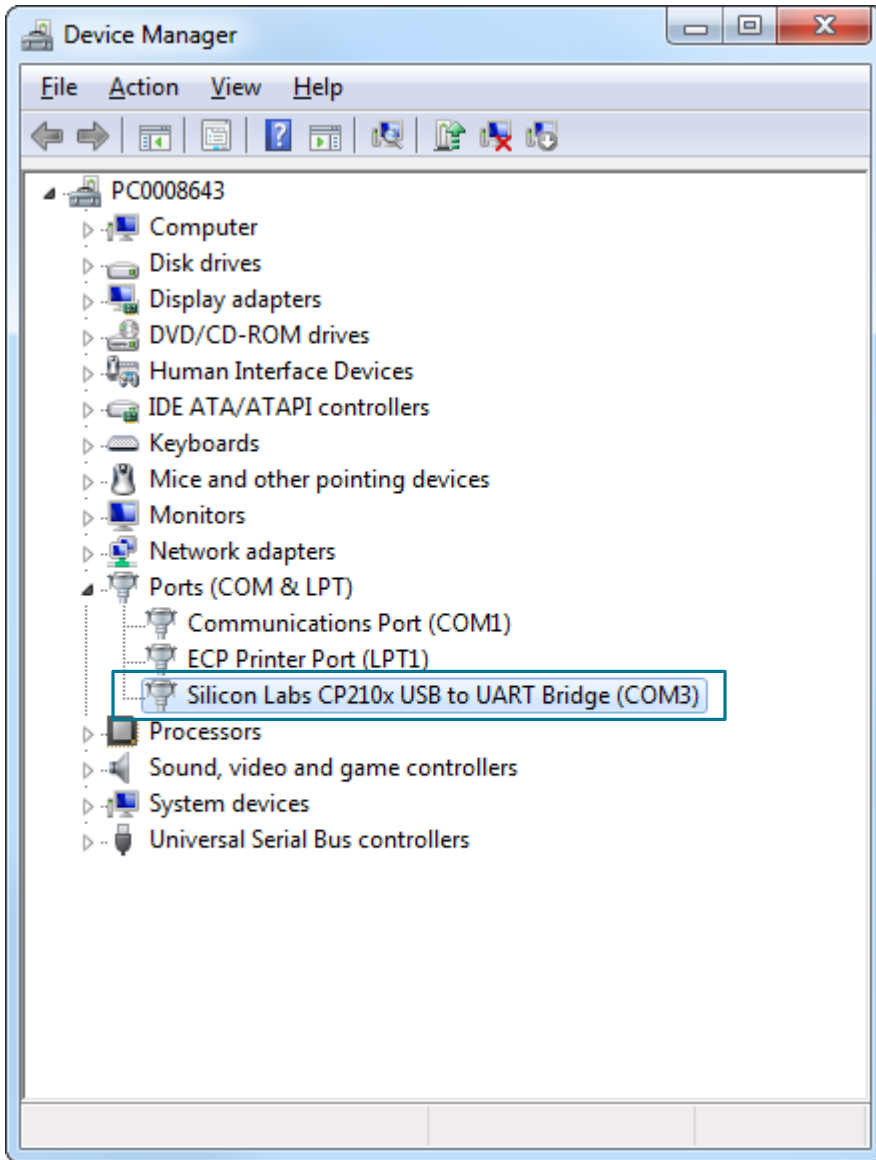 Device Manager
File Action View Help
PC0008643
Computer
Disk drives
Display adapters
DVD/CD-ROM drives
Human Interface Devices
IDE ATA/ATAPI controllers
Keyboards
Mice and other pointing devices
Monitors
Network adapters
Ports (COM & LPT)
Communications Port (COM1)
ECP Printer Port (LPT1)
Silicon Labs CP210x USB to UART Bridge (COM3)
Processors
Sound, video and game controllers
System devices
Universal Serial Bus controllers